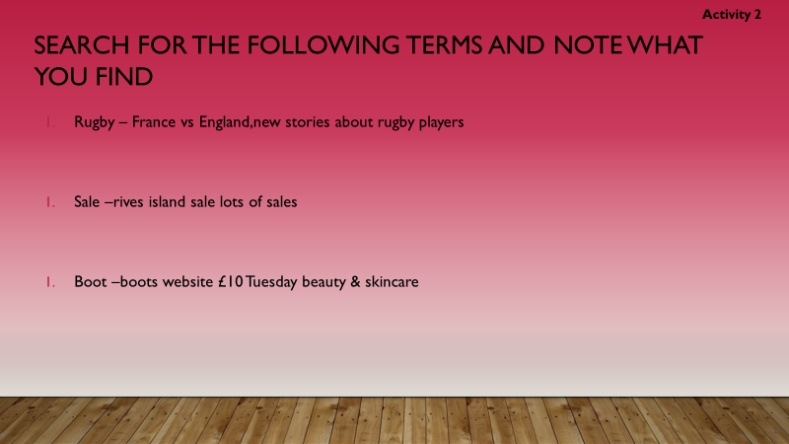 Activity 2
SEARCH FOR THE FOLLOWING TERMS AND NOTE WHAT
YOU FIND
1. Rugby – France vs England,new stories about rugby players
1. Sale –rives island sale lots of sales
1. Boot –boots website £10 Tuesday beauty & skincare